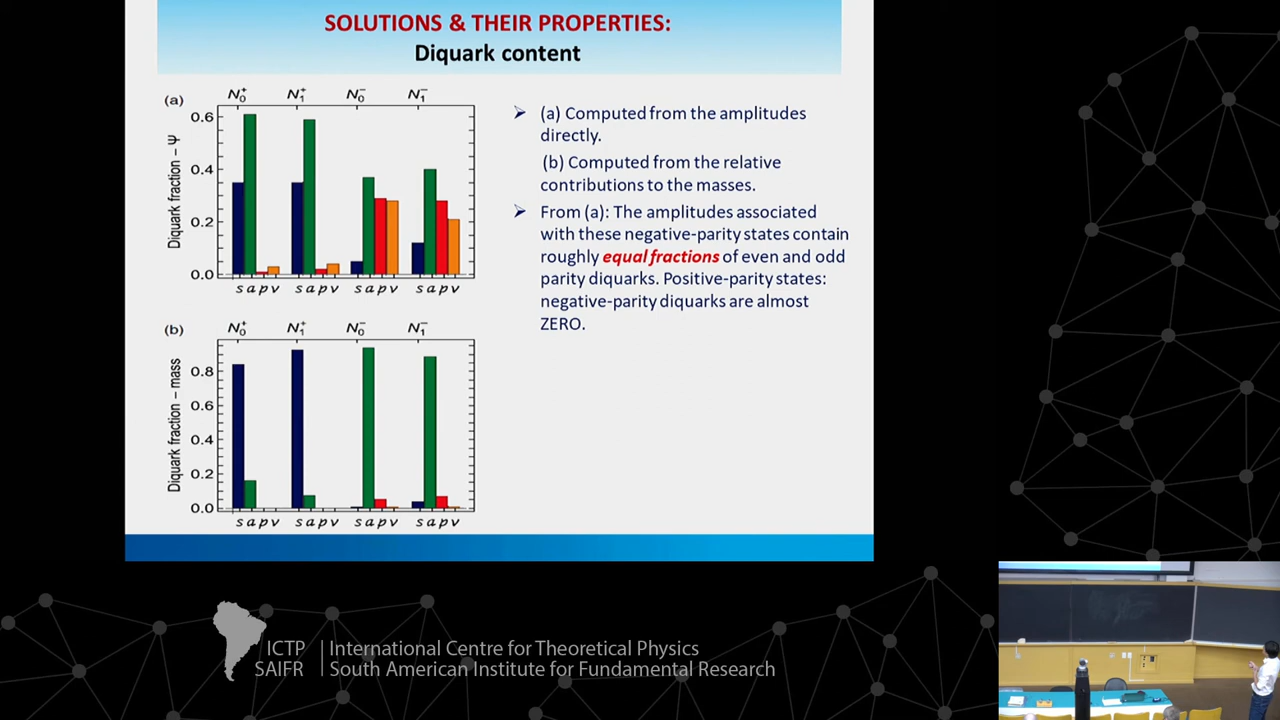 SOLUTIONS & THEIR PROPERTIES:
Diquark content
(a)
N₀⁺ N₁⁺ N₀⁻ N₁⁻
Diquark fraction – Ψ
0.6
0.4
0.2
0.0
s a p v s a p v s a p v s a p v
(b)
N₀⁺ N₁⁺ N₀⁻ N₁⁻
Diquark fraction – mass
0.8
0.6
0.4
0.2
0.0
s a p v s a p v s a p v s a p v
➢ (a) Computed from the amplitudes
directly.
(b) Computed from the relative
contributions to the masses.
➢ From (a): The amplitudes associated
with these negative-parity states contain
roughly equal fractions of even and odd
parity diquarks. Positive-parity states:
negative-parity diquarks are almost
ZERO.
ICTP | International Centre for Theoretical Physics
SAIFR | South American Institute for Fundamental Research